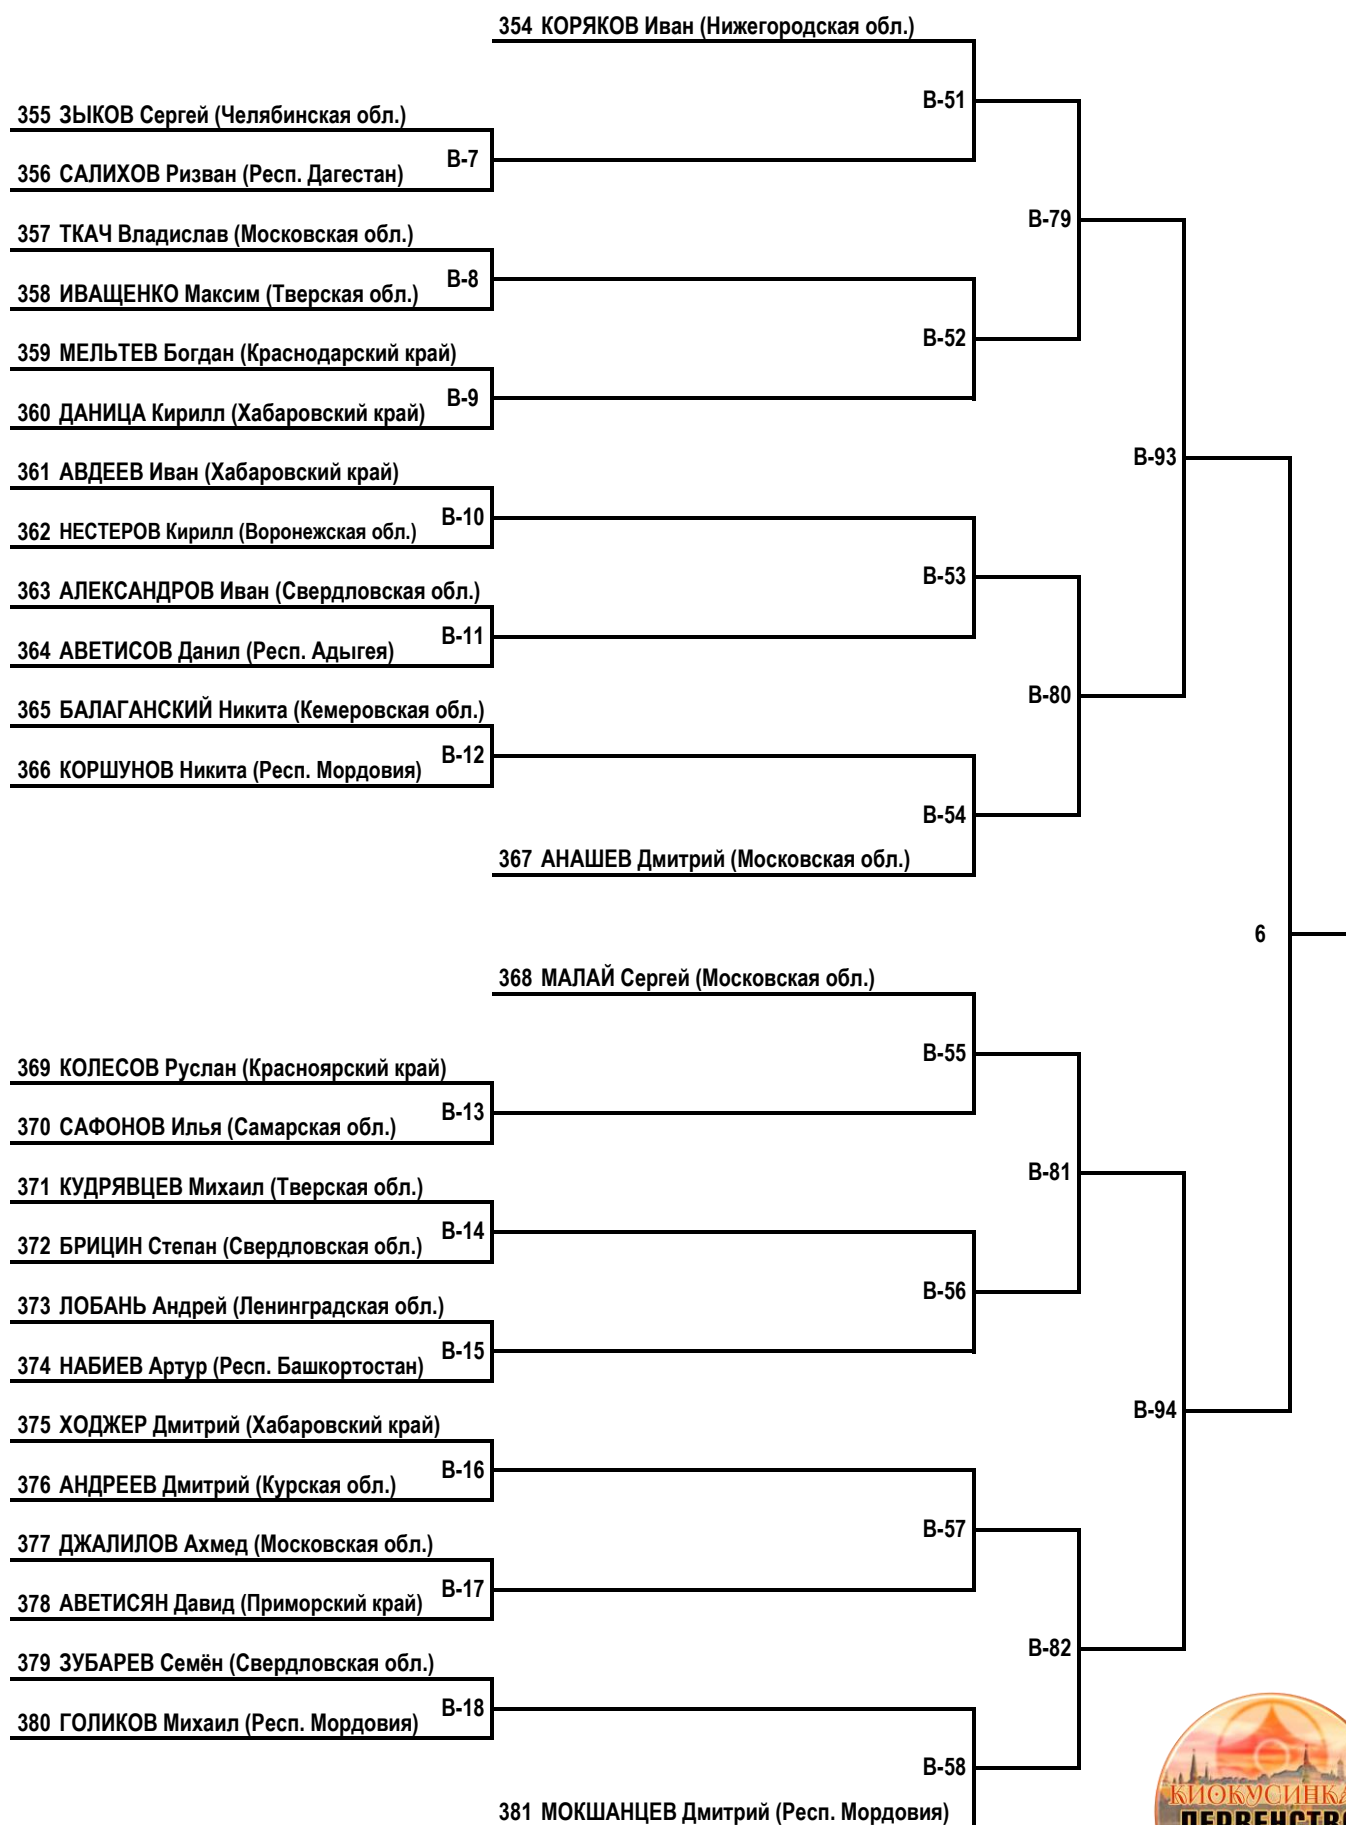 354 КОРЯКОВ Иван (Нижегородская обл.)
В-51
355 ЗЫКОВ Сергей (Челябинская обл.)
В-7
356 САЛИХОВ Ризван (Респ. Дагестан)
В-79
357 ТКАЧ Владислав (Московская обл.)
В-8
358 ИВАЩЕНКО Максим (Тверская обл.)
В-52
359 МЕЛЬТЕВ Богдан (Краснодарский край)
В-9
360 ДАНИЦА Кирилл (Хабаровский край)
В-93
361 АВДЕЕВ Иван (Хабаровский край)
В-10
362 НЕСТЕРОВ Кирилл (Воронежская обл.)
В-53
363 АЛЕКСАНДРОВ Иван (Свердловская обл.)
В-11
364 АВЕТИСОВ Данил (Респ. Адыгея)
В-80
365 БАЛАГАНСКИЙ Никита (Кемеровская обл.)
В-12
366 КОРШУНОВ Никита (Респ. Мордовия)
В-54
367 АНАШЕВ Дмитрий (Московская обл.)
6
368 МАЛАЙ Сергей (Московская обл.)
В-55
369 КОЛЕСОВ Руслан (Красноярский край)
В-13
370 САФОНОВ Илья (Самарская обл.)
В-81
371 КУДРЯВЦЕВ Михаил (Тверская обл.)
В-14
372 БРИЦИН Степан (Свердловская обл.)
В-56
373 ЛОБАНЬ Андрей (Ленинградская обл.)
В-15
374 НАБИЕВ Артур (Респ. Башкортостан)
В-94
375 ХОДЖЕР Дмитрий (Хабаровский край)
В-16
376 АНДРЕЕВ Дмитрий (Курская обл.)
В-57
377 ДЖАЛИЛОВ Ахмед (Московская обл.)
В-17
378 АВЕТИСЯН Давид (Приморский край)
В-82
379 ЗУБАРЕВ Семён (Свердловская обл.)
В-18
380 ГОЛИКОВ Михаил (Респ. Мордовия)
В-58
381 МОКШАНЦЕВ Дмитрий (Респ. Мордовия)
КИОКУСИНКА
ПЕРВЕНСТВО